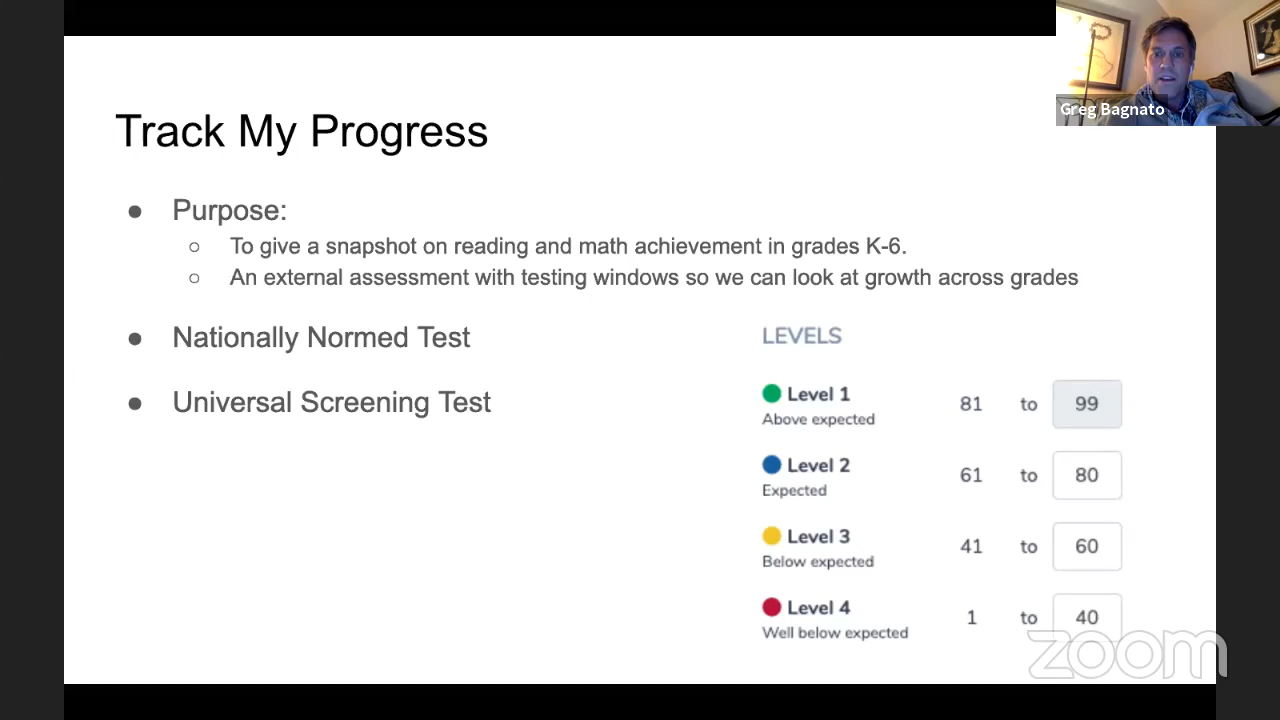 Greg Bagnato
Track My Progress
● Purpose:
○ To give a snapshot on reading and math achievement in grades K-6.
○ An external assessment with testing windows so we can look at growth across grades
● Nationally Normed Test
● Universal Screening Test
LEVELS
Level 1 81 to 99
Above expected
Level 2 61 to 80
Expected
Level 3 41 to 60
Below expected
Level 4 1 to 40
Well below expected
zoom